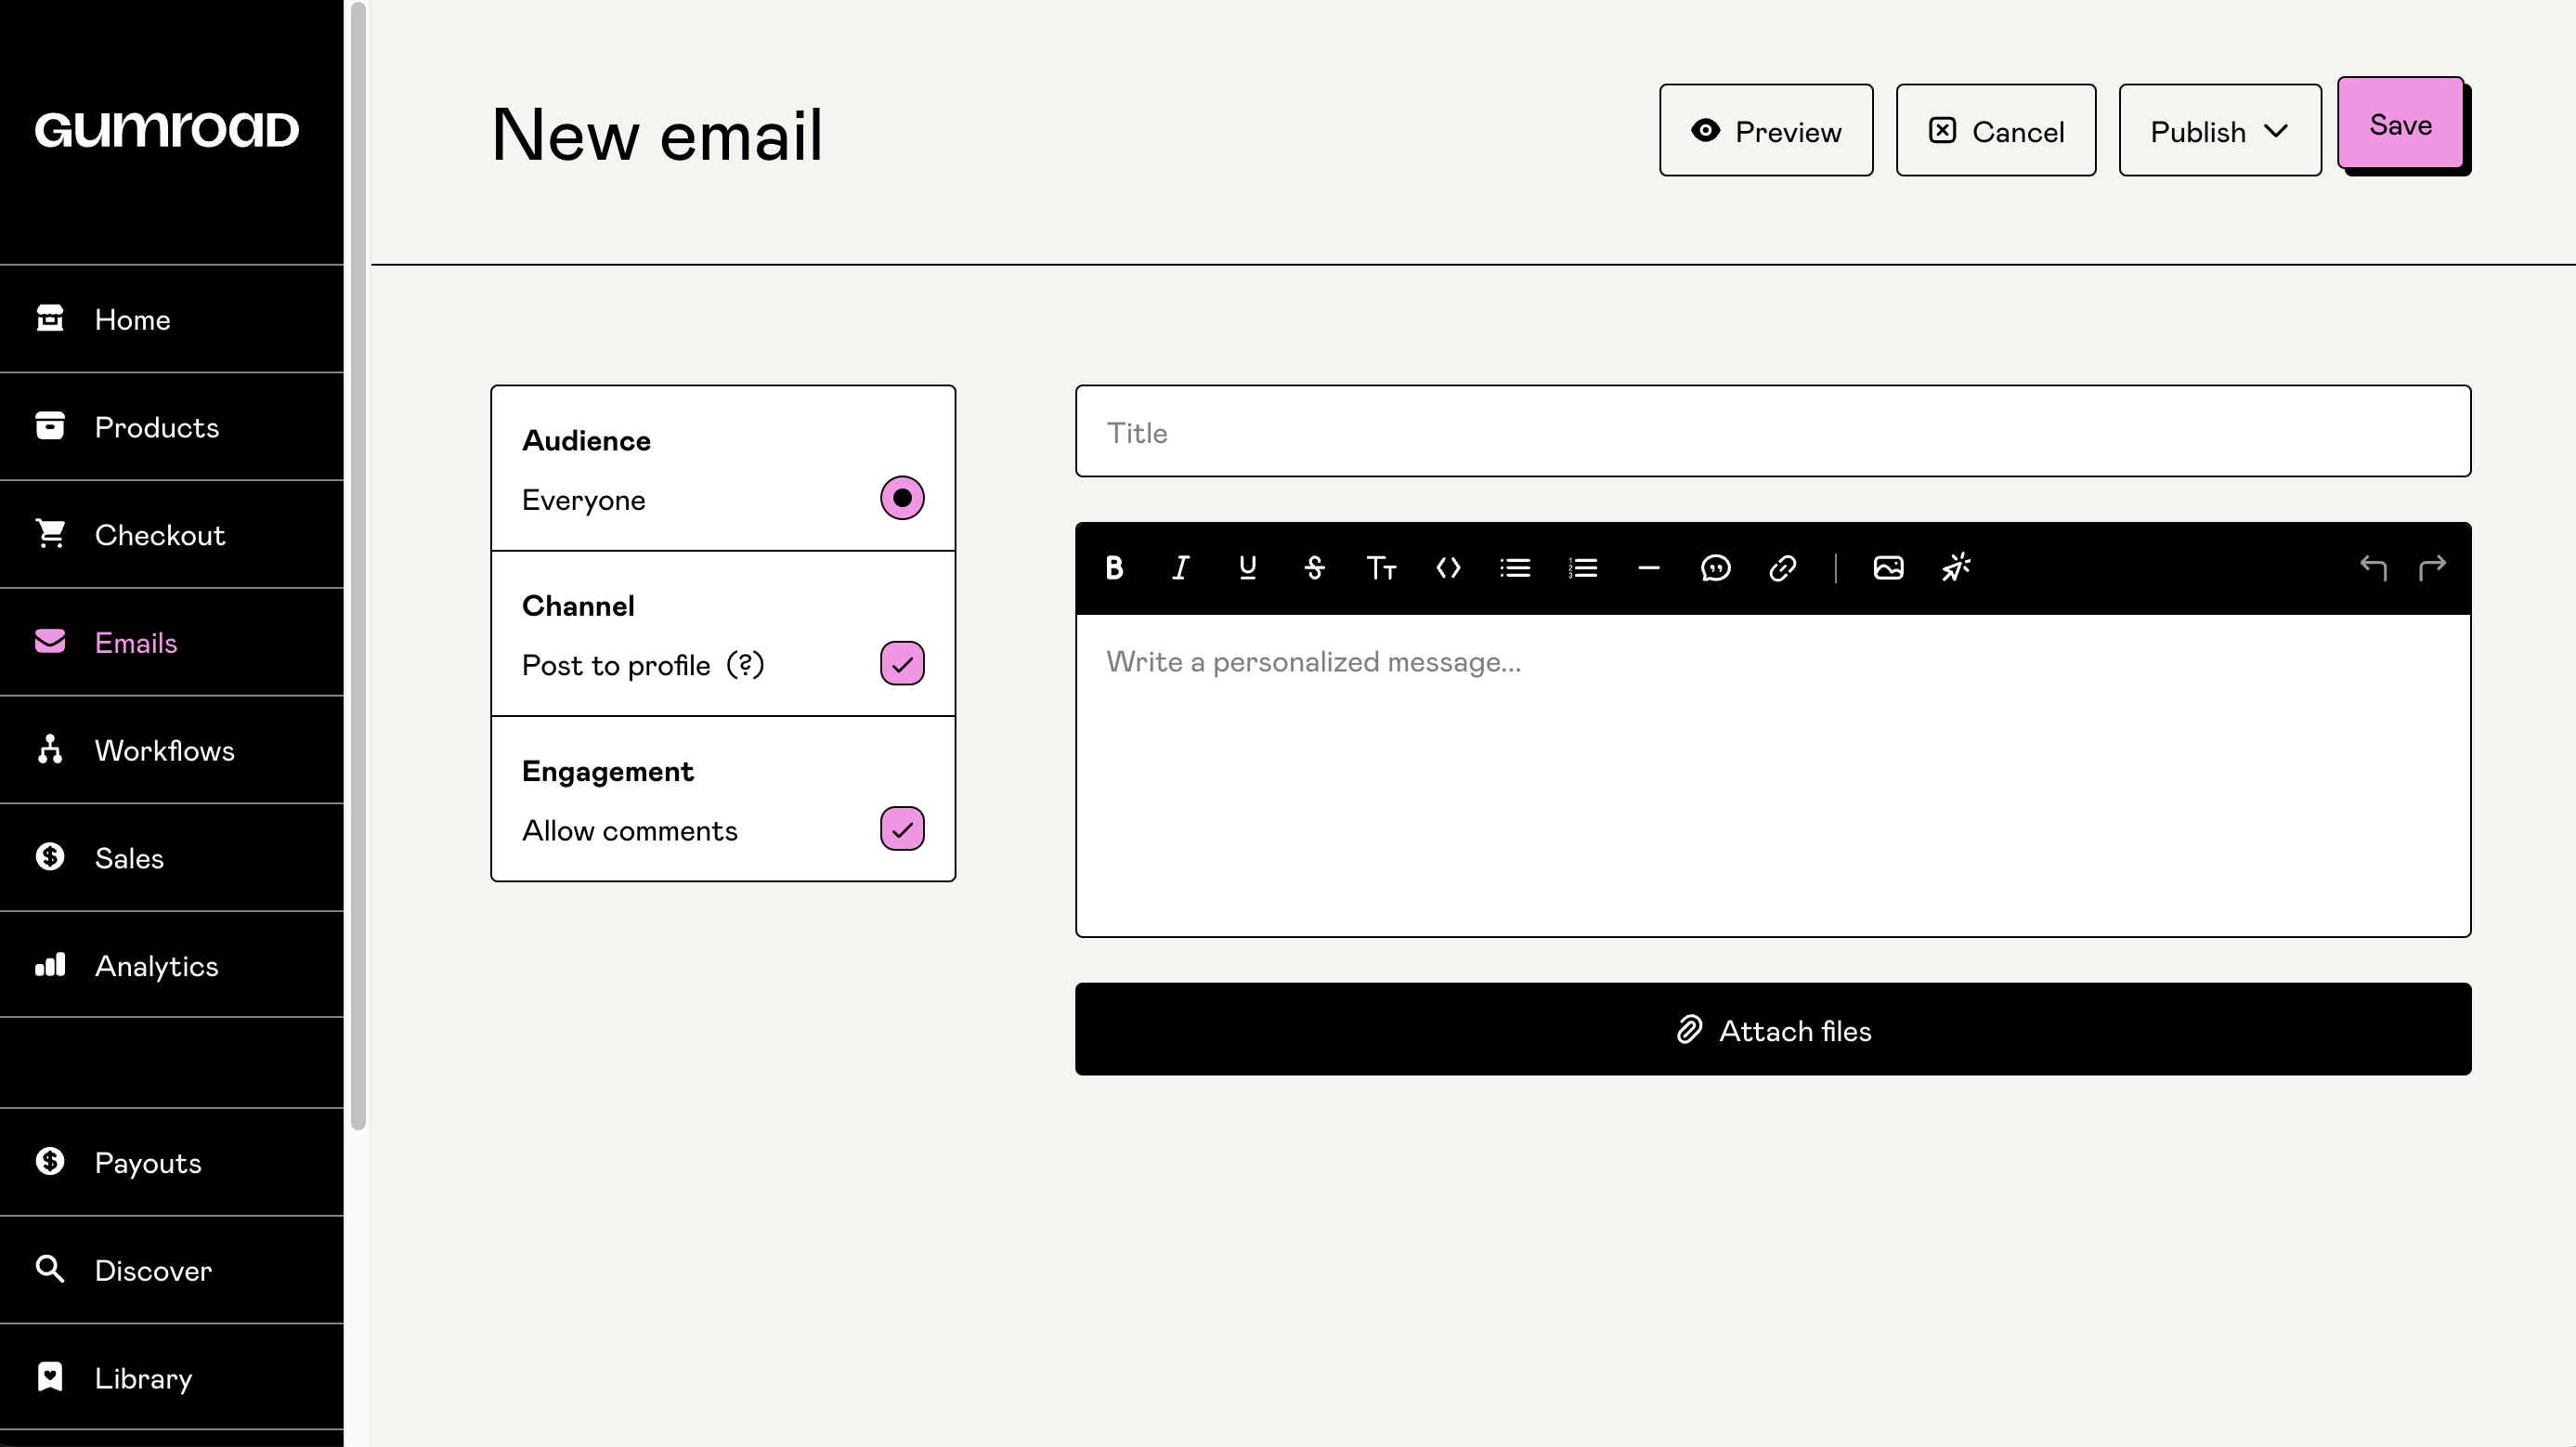 GUMROAD
Home
Products
Checkout
Emails
Workflows
Sales
Analytics
Payouts
Discover
Library
New email
Preview
Cancel
Publish
Save
Audience
Everyone
Channel
Post to profile (?)
Engagement
Allow comments
Title
B I U S TT
Write a personalized message...
Attach files